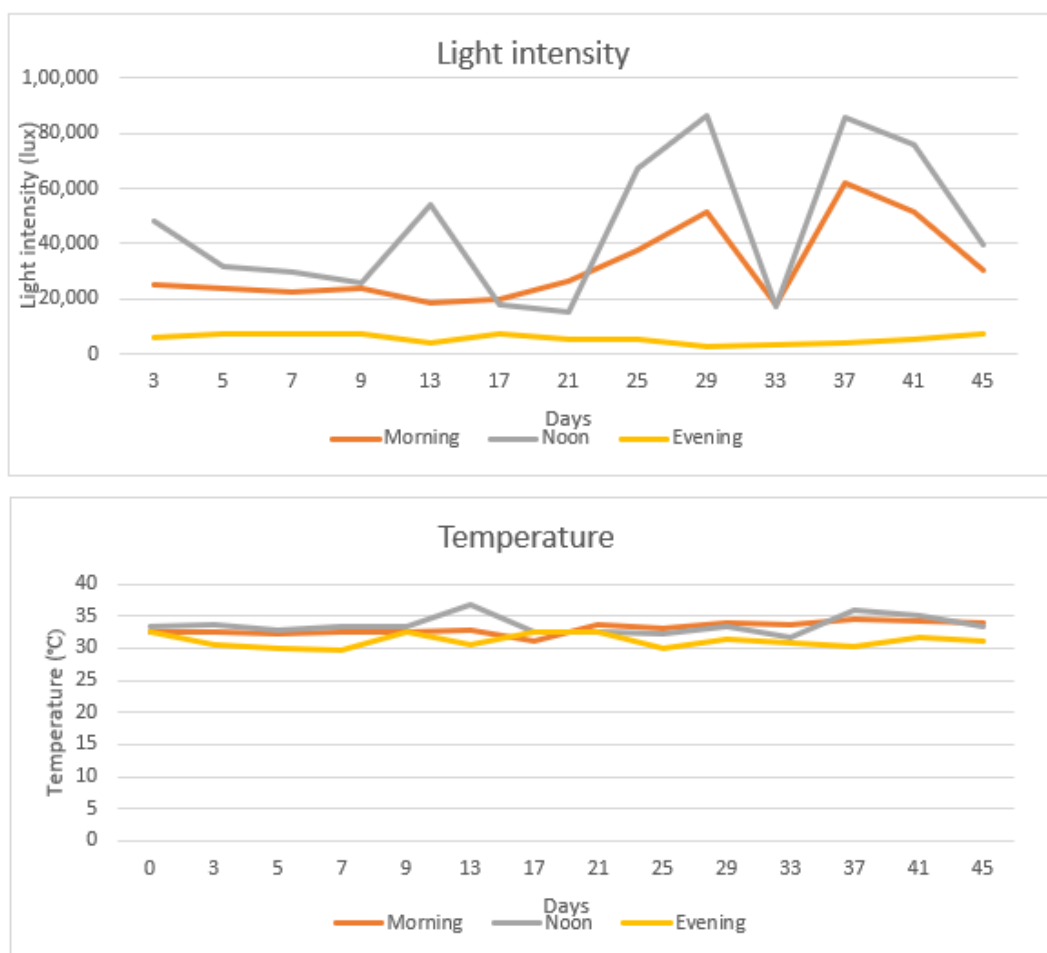 Light intensity
1,00,000
80,000
60,000
40,000
20,000
0
Light intensity (lux)
3 5 7 9 13 17 21 25 29 33 37 41 45
Days
Morning Noon Evening
Temperature
40
35
30
25
20
15
10
5
0
Temperature (°C)
0 3 5 7 9 13 17 21 25 29 33 37 41 45
Days
Morning Noon Evening